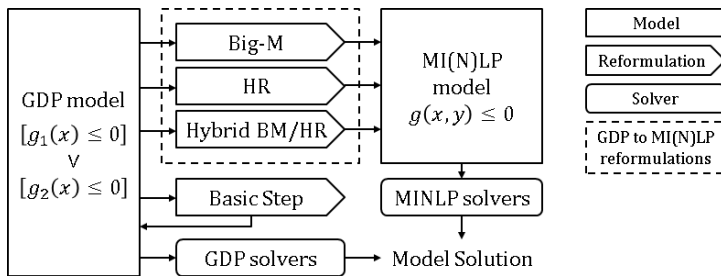 GDP model
[g₁(x) ≤ 0]
∨
[g₂(x) ≤ 0]
Big-M
HR
Hybrid BM/HR
Basic Step
GDP solvers
MI(N)LP
model
g(x, y) ≤ 0
MINLP solvers
Model Solution
Model
Reformulation
Solver
GDP to MI(N)LP
reformulations